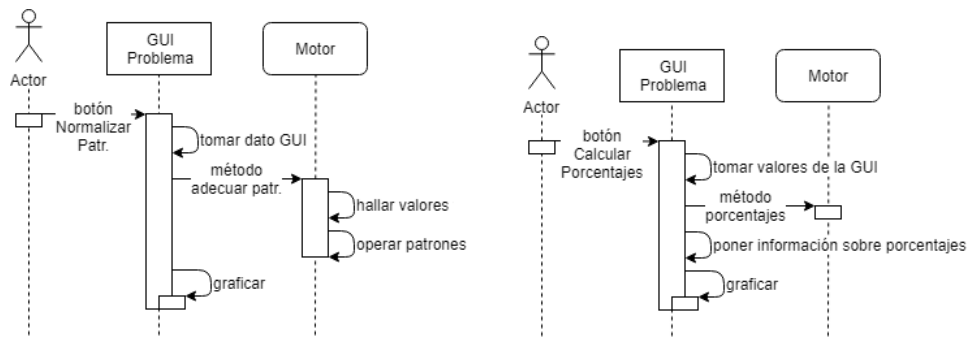 GUI
Problema
Motor
Actor
botón
Normalizar
Patr.
tomar dato GUI
método
adecuar patr.
hallar valores
operar patrones
graficar
GUI
Problema
Motor
Actor
botón
Calcular
Porcentajes
tomar valores de la GUI
método
porcentajes
poner información sobre porcentajes
graficar